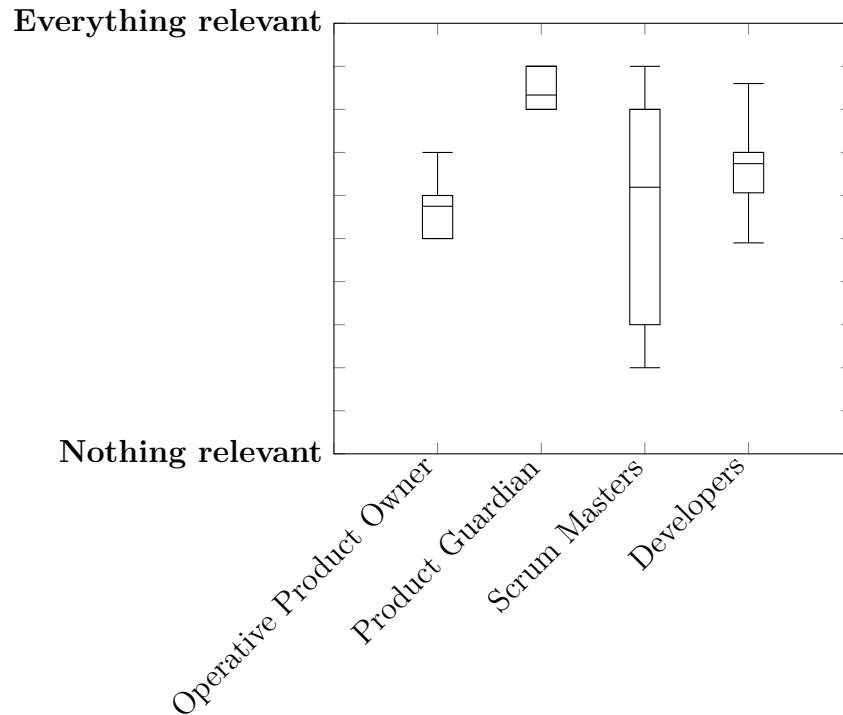 Everything relevant
Nothing relevant
Operative Product Owner
Product Guardian
Scrum Masters
Developers